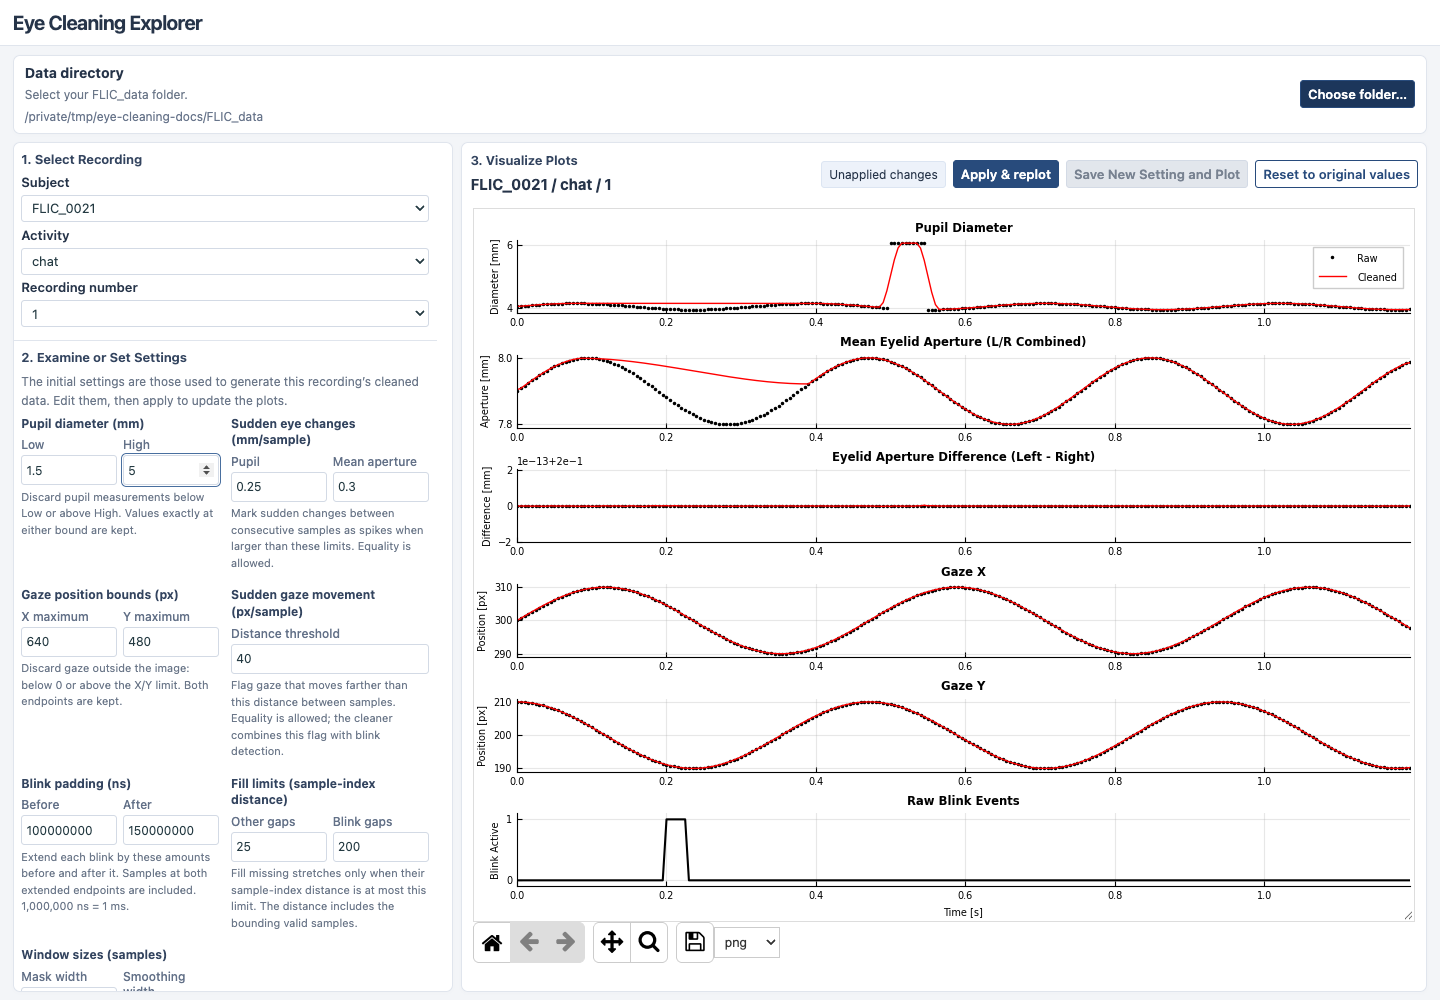 Eye Cleaning Explorer
Data directory
Select your FLIC_data folder.
/private/tmp/eye-cleaning-docs/FLIC_data
Choose folder...
1. Select Recording
Subject
FLIC_0021
Activity
chat
Recording number
1
2. Examine or Set Settings
The initial settings are those used to generate this recording's cleaned
data. Edit them, then apply to update the plots.
Pupil diameter (mm)
Low
High
1.5
5
Discard pupil measurements below
Low or above High. Values exactly at
either bound are kept.
Sudden eye changes
(mm/sample)
Pupil
Mean aperture
0.25
0.3
Mark sudden changes between
consecutive samples as spikes when
larger than these limits. Equality is
allowed.
Gaze position bounds (px)
X maximum
Y maximum
640
480
Discard gaze outside the image:
below 0 or above the X/Y limit. Both
endpoints are kept.
Sudden gaze movement
(px/sample)
Distance threshold
40
Flag gaze that moves farther than
this distance between samples.
Equality is allowed; the cleaner
combines this flag with blink
detection.
Blink padding (ns)
Before
After
100000000
150000000
Extend each blink by these amounts
before and after it. Samples at both
extended endpoints are included.
1,000,000 ns = 1 ms.
Fill limits (sample-index
distance)
Other gaps
Blink gaps
25
200
Fill missing stretches only when their
sample-index distance is at most this
limit. The distance includes the
bounding valid samples.
Window sizes (samples)
Mask width
Smoothing
width
3. Visualize Plots
FLIC_0021 / chat / 1
Unapplied changes
Apply & replot
Save New Setting and Plot
Reset to original values
Pupil Diameter
Diameter [mm]
6
4
Raw
Cleaned
0.0 0.2 0.4 0.6 0.8 1.0
Mean Eyelid Aperture (L/R Combined)
Aperture [mm]
8.0
7.8
0.0 0.2 0.4 0.6 0.8 1.0
Eyelid Aperture Difference (Left - Right)
1e-13+2e-1
Difference [mm]
2
0
−2
0.0 0.2 0.4 0.6 0.8 1.0
Gaze X
Position [px]
310
300
290
0.0 0.2 0.4 0.6 0.8 1.0
Gaze Y
Position [px]
210
200
190
0.0 0.2 0.4 0.6 0.8 1.0
Raw Blink Events
Blink Active
1
0
0.0 0.2 0.4 0.6 0.8 1.0
Time [s]
png